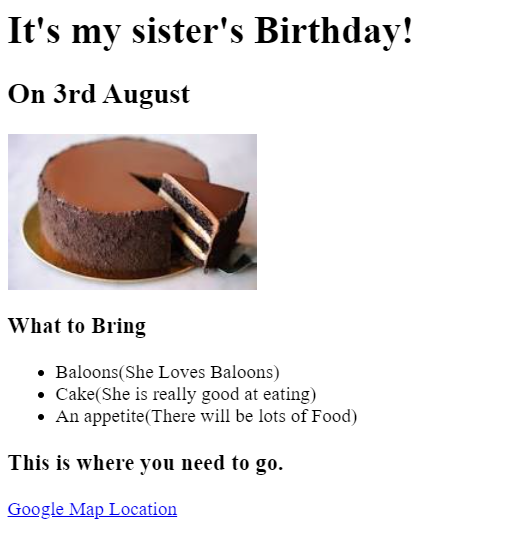 It's my sister's Birthday!
On 3rd August
What to Bring
Baloons(She Loves Baloons)
Cake(She is really good at eating)
An appetite(There will be lots of Food)
This is where you need to go.
Google Map Location